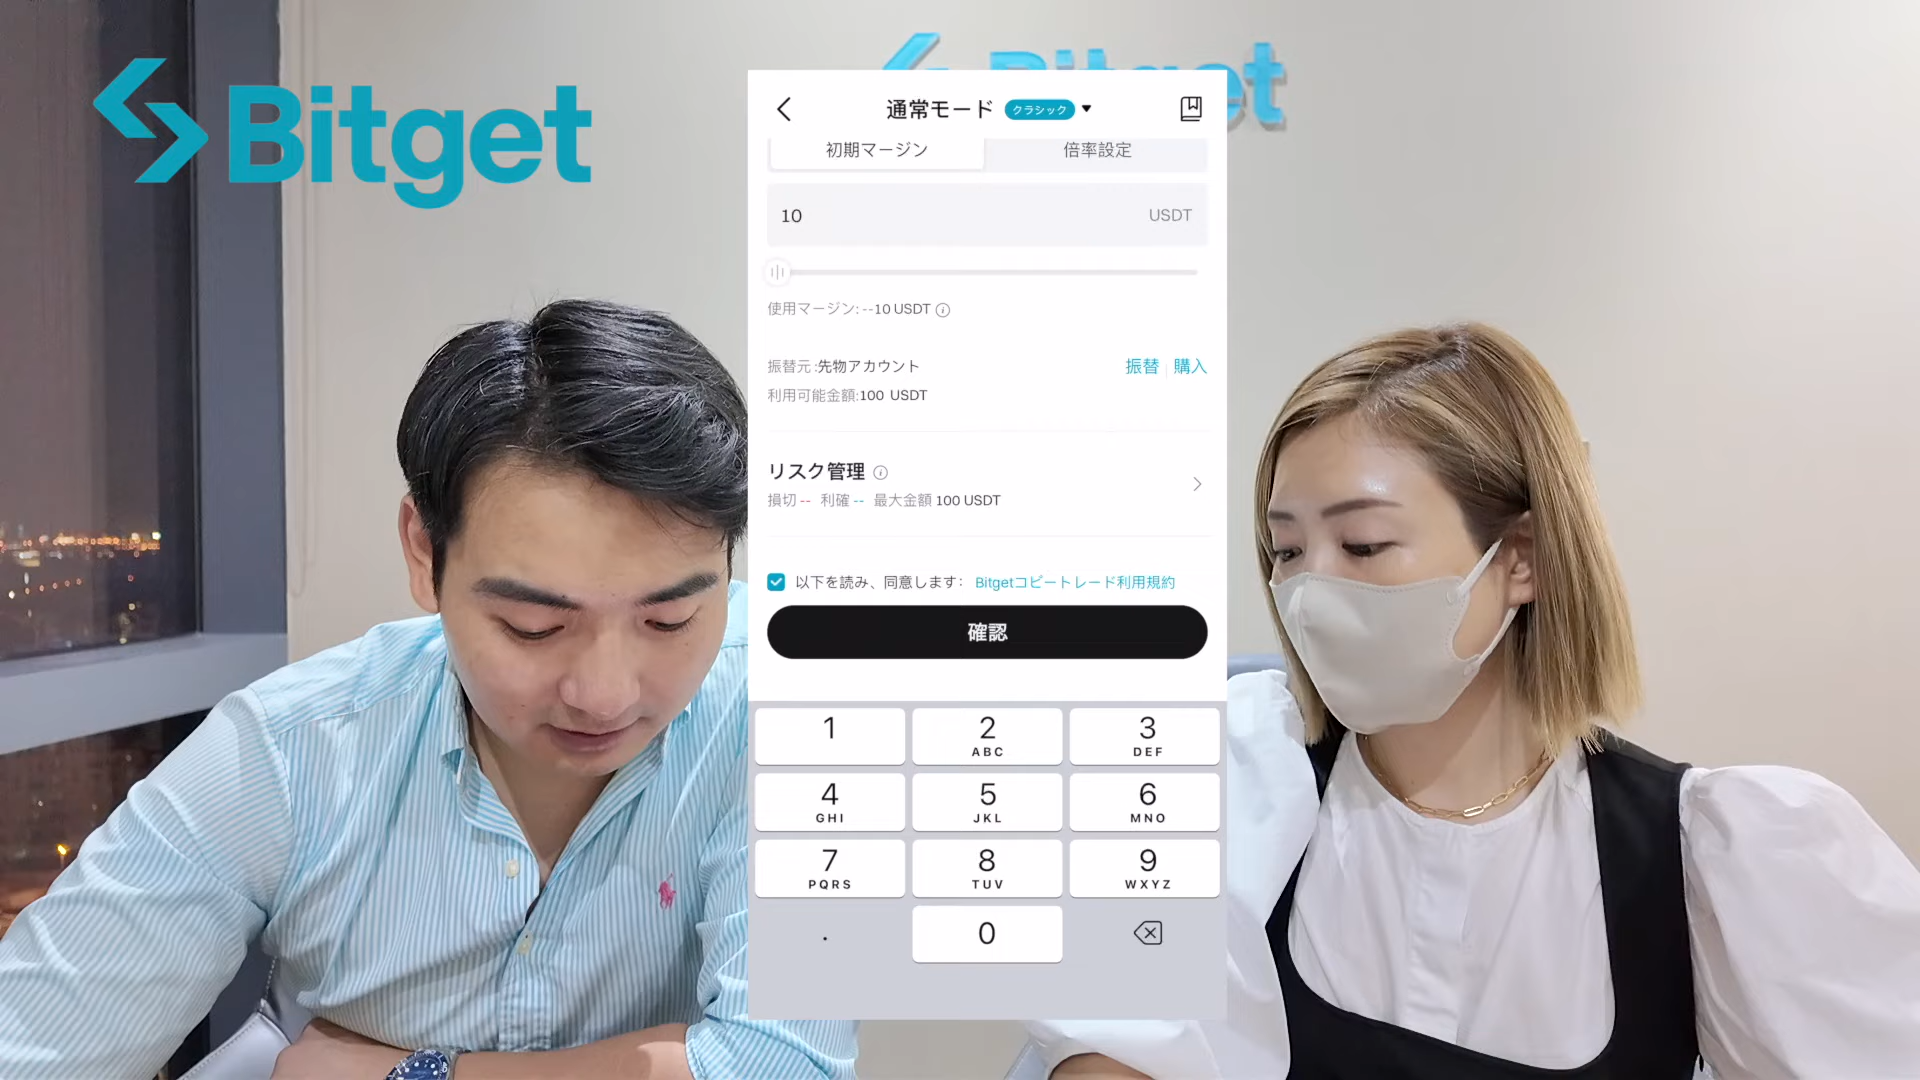 Bitget
Bitget
通常モード クラシック
初期マージン 倍率設定
10 USDT
使用マージン: --10 USDT
振替元 :先物アカウント 振替 購入
利用可能金額:100 USDT
リスク管理
損切 -- 利確 -- 最大金額 100 USDT
以下を読み、同意します: Bitgetコピートレード利用規約
確認
1
2 ABC
3 DEF
4 GHI
5 JKL
6 MNO
7 PQRS
8 TUV
9 WXYZ
.
0